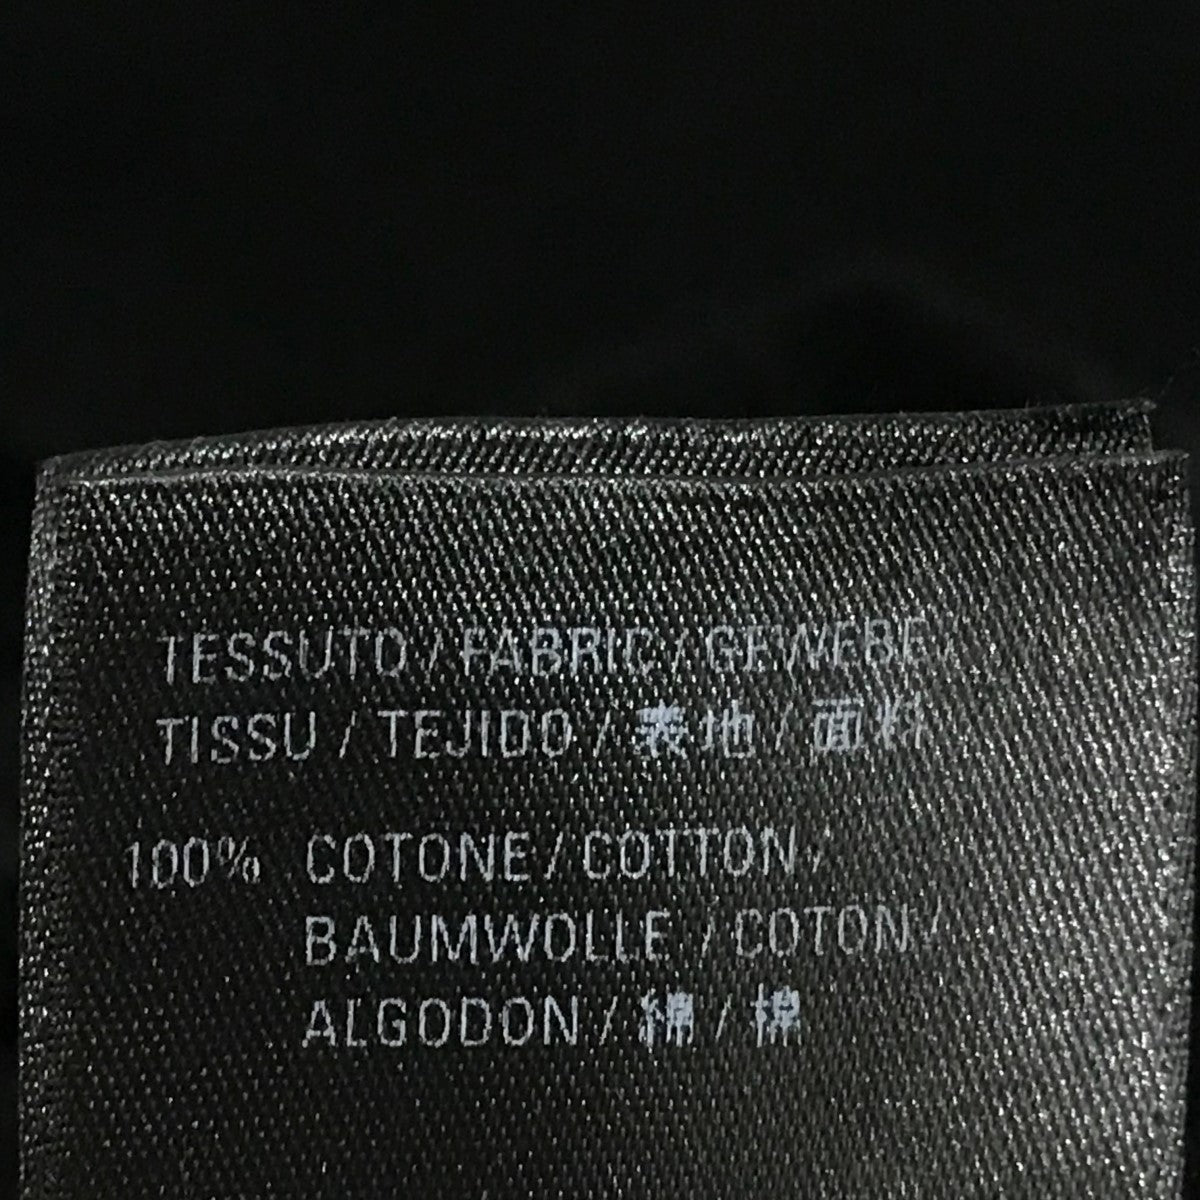 TESSUTO / FABRIC / GEWEBE /
TISSU / TEJIDO / 表地 / 面料
100% COTONE / COTTON /
BAUMWOLLE / COTON /
ALGODON / 綿 / 棉